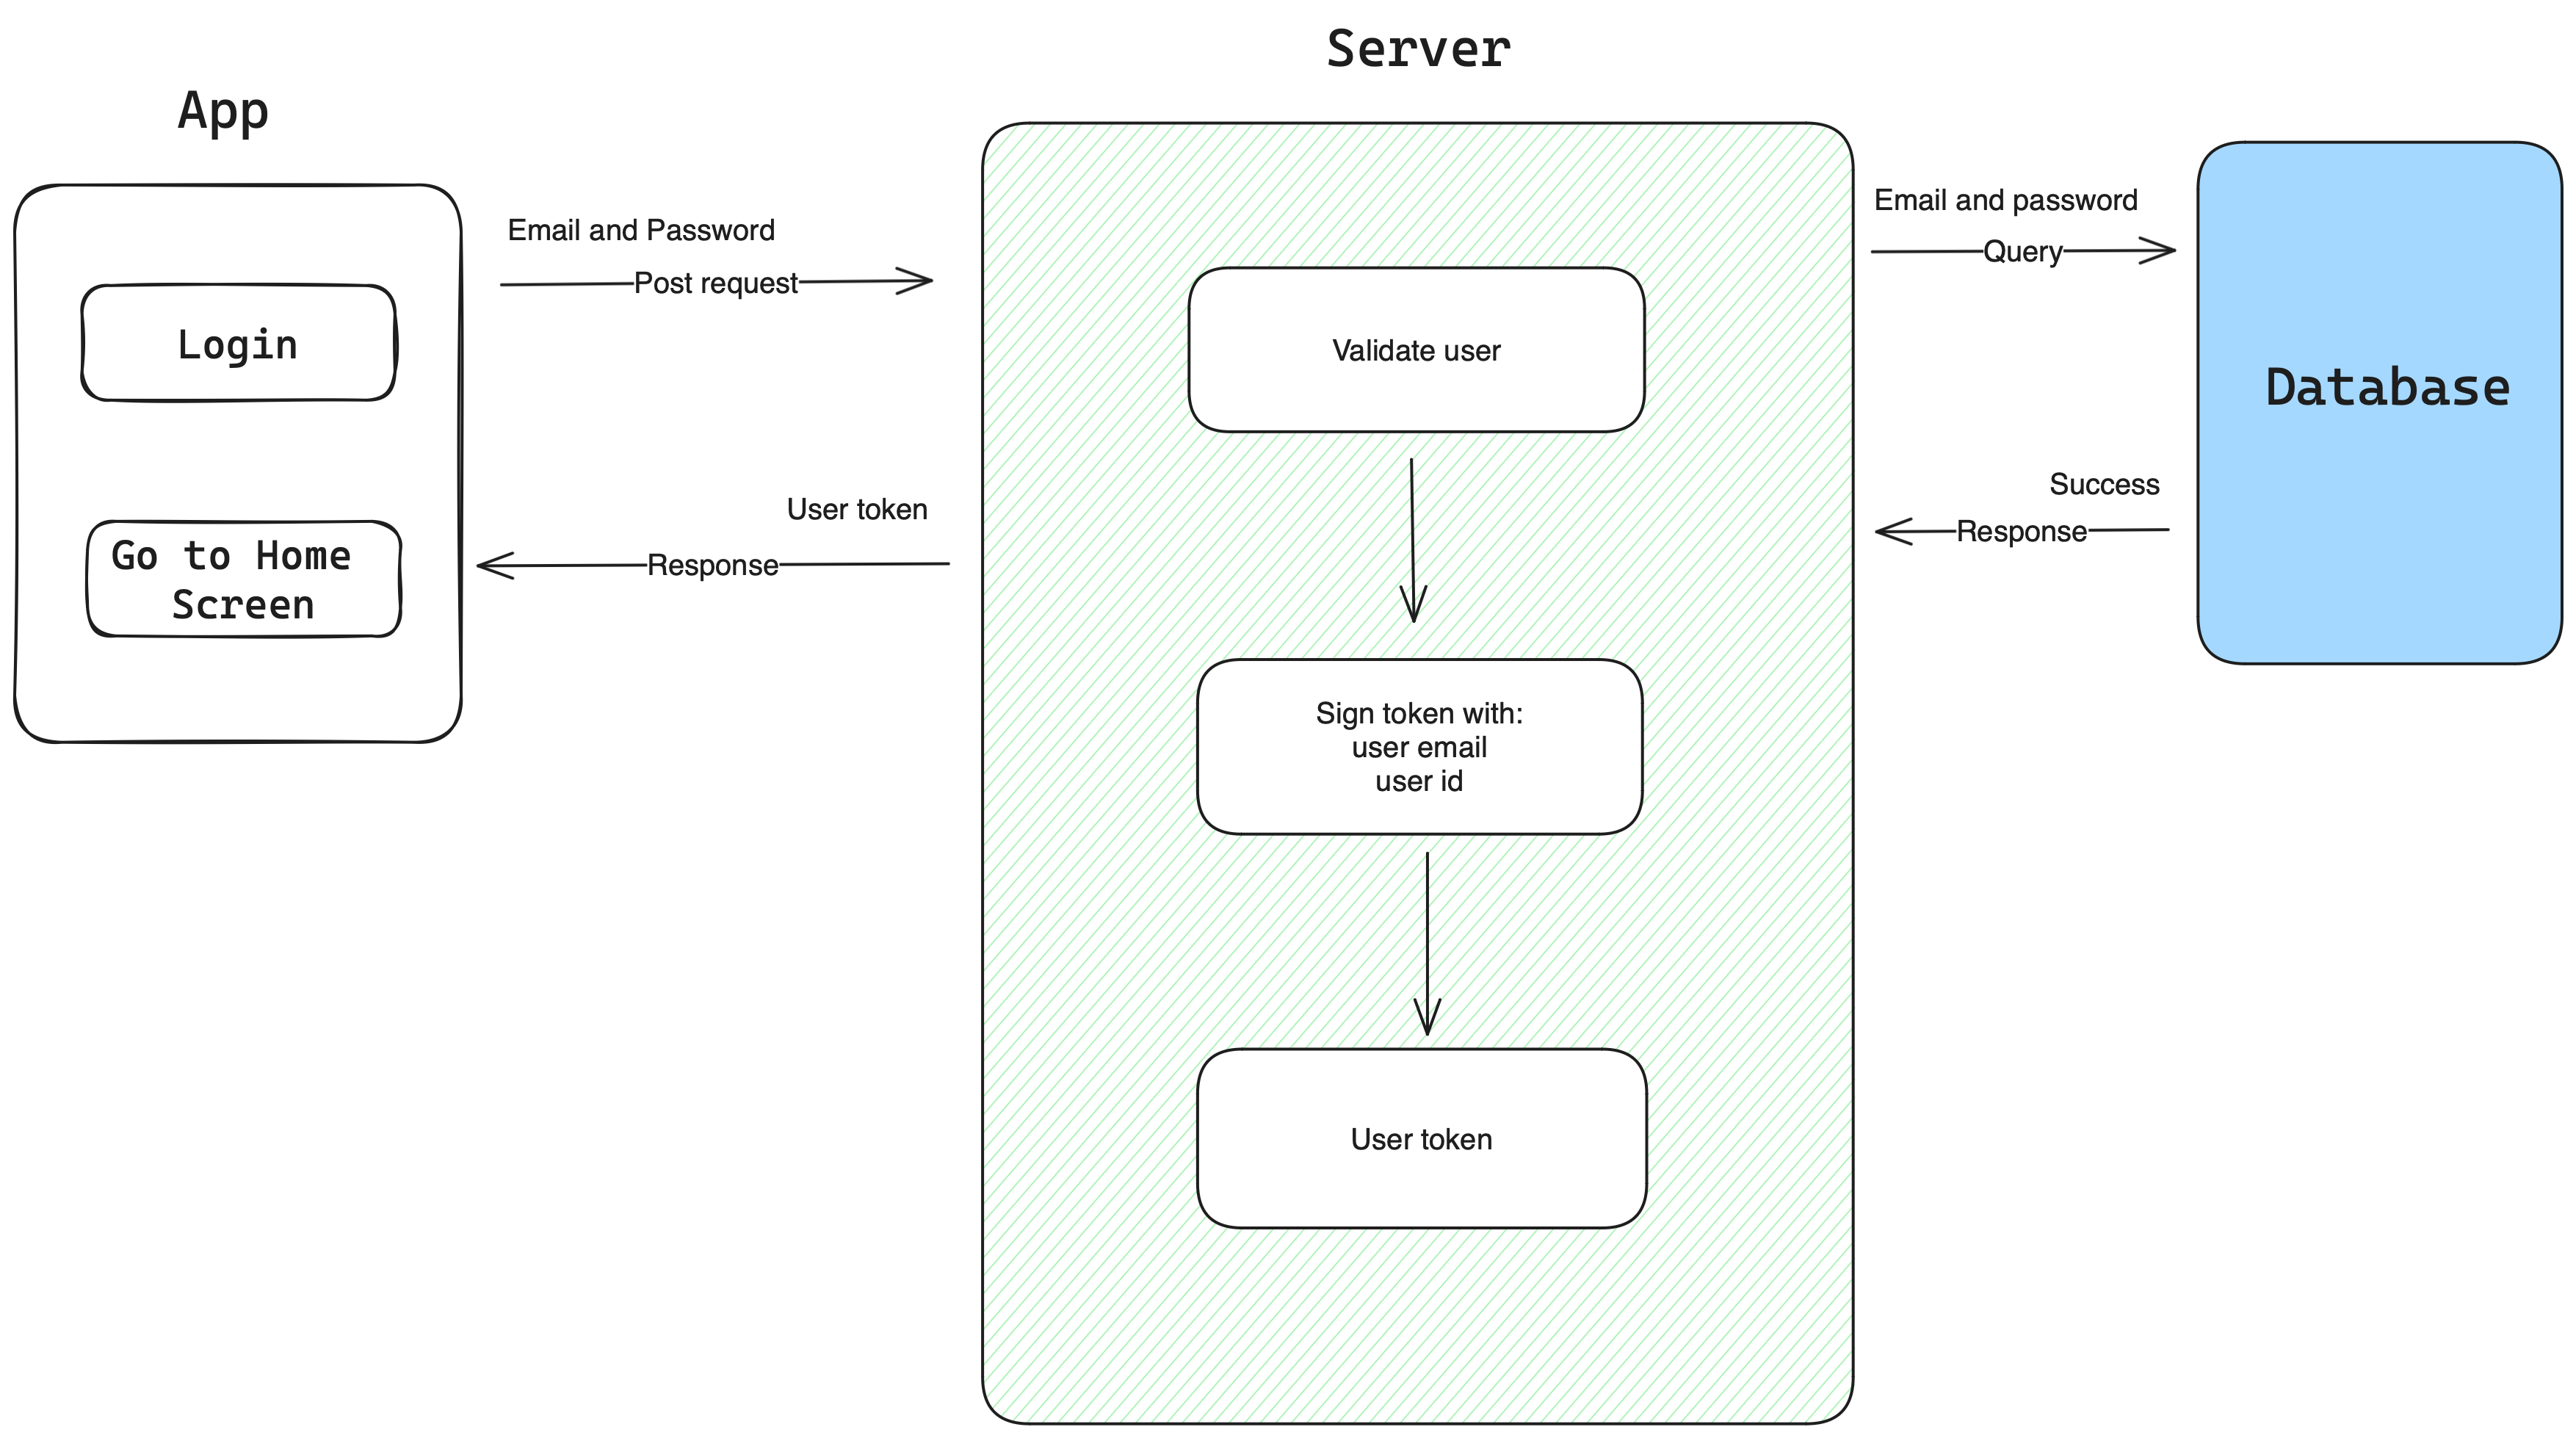 Server
App
Email and Password
Post request
Login
User token
Response
Go to Home
Screen
Validate user
Sign token with:
user email
user id
User token
Email and password
Query
Success
Response
Database